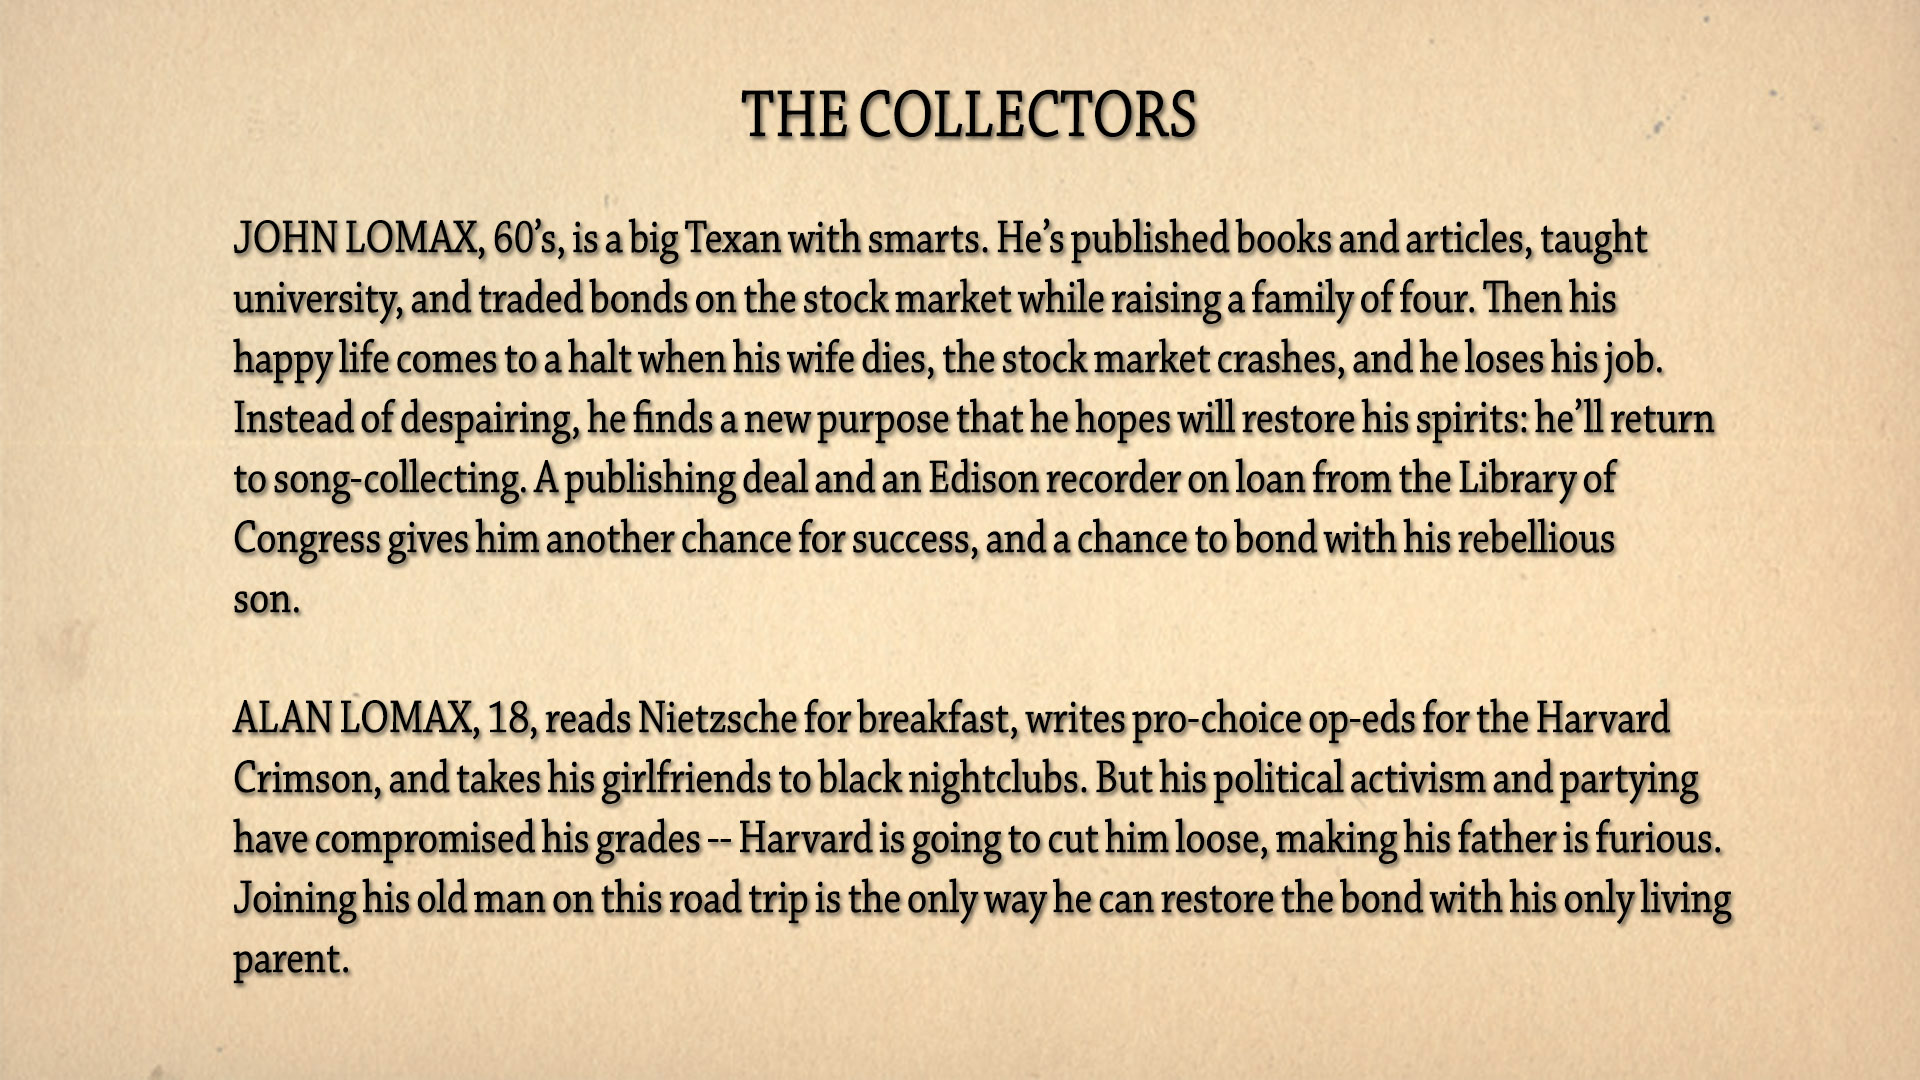 THE COLLECTORS
JOHN LOMAX, 60’s, is a big Texan with smarts. He’s published books and articles, taught
university, and traded bonds on the stock market while raising a family of four. Then his
happy life comes to a halt when his wife dies, the stock market crashes, and he loses his job.
Instead of despairing, he finds a new purpose that he hopes will restore his spirits: he’ll return
to song-collecting. A publishing deal and an Edison recorder on loan from the Library of
Congress gives him another chance for success, and a chance to bond with his rebellious
son.
ALAN LOMAX, 18, reads Nietzsche for breakfast, writes pro-choice op-eds for the Harvard
Crimson, and takes his girlfriends to black nightclubs. But his political activism and partying
have compromised his grades -- Harvard is going to cut him loose, making his father is furious.
Joining his old man on this road trip is the only way he can restore the bond with his only living
parent.